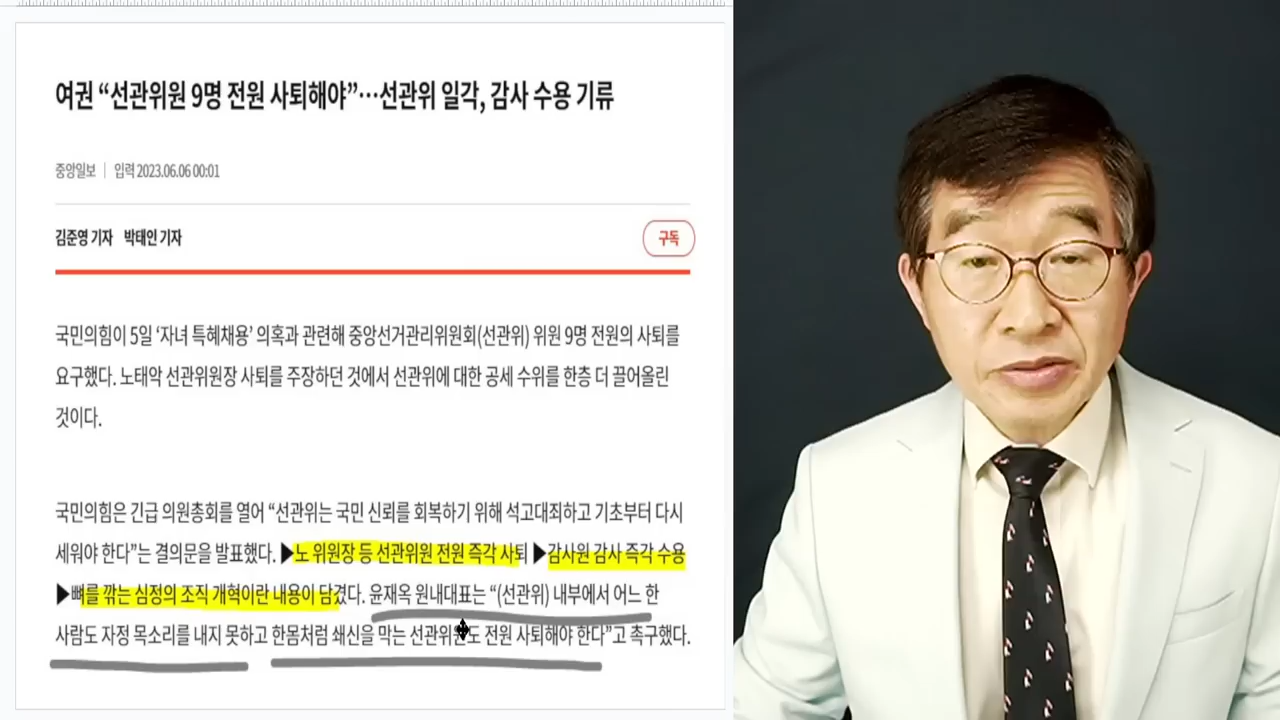 여권 “선관위원 9명 전원 사퇴해야”…선관위 일각, 감사 수용 기류
중앙일보 | 입력 2023.06.06 00:01
김준영 기자 박태인 기자
구독
국민의힘이 5일 ‘자녀 특혜채용’ 의혹과 관련해 중앙선거관리위원회(선관위) 위원 9명 전원의 사퇴를
요구했다. 노태악 선관위원장 사퇴를 주장하던 것에서 선관위에 대한 공세 수위를 한층 더 끌어올린
것이다.
국민의힘은 긴급 의원총회를 열어 “선관위는 국민 신뢰를 회복하기 위해 석고대죄하고 기초부터 다시
세워야 한다”는 결의문을 발표했다. ▶노 위원장 등 선관위원 전원 즉각 사퇴 ▶감사원 감사 즉각 수용
▶뼈를 깎는 심정의 조직 개혁이란 내용이 담겼다. 윤재옥 원내대표는 “(선관위) 내부에서 어느 한
사람도 자정 목소리를 내지 못하고 한몸처럼 쇄신을 막는 선관위원도 전원 사퇴해야 한다”고 촉구했다.